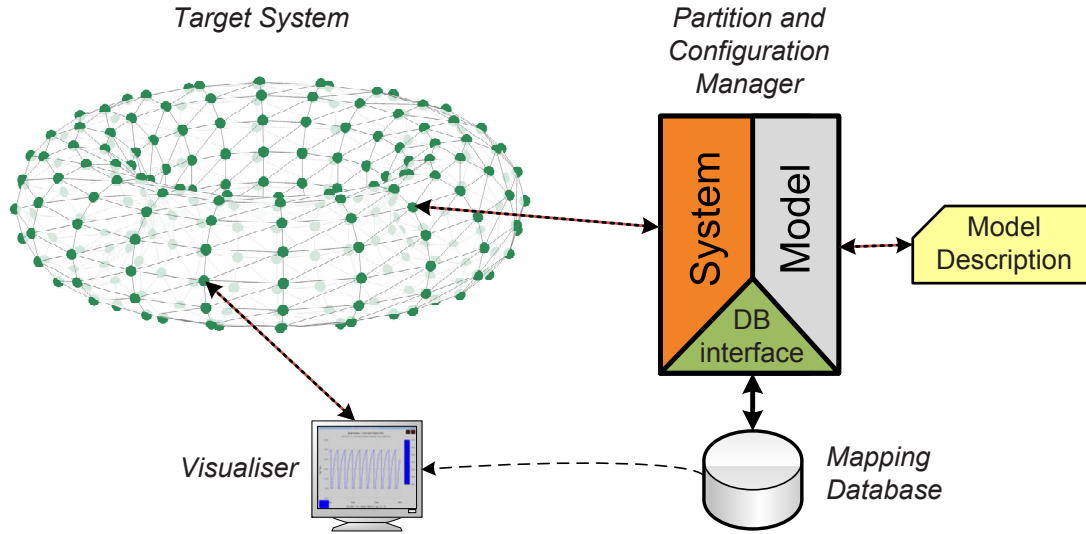 Target System
Partition and
Configuration
Manager
System
Model
DB
interface
Model
Description
Visualiser
Mapping
Database